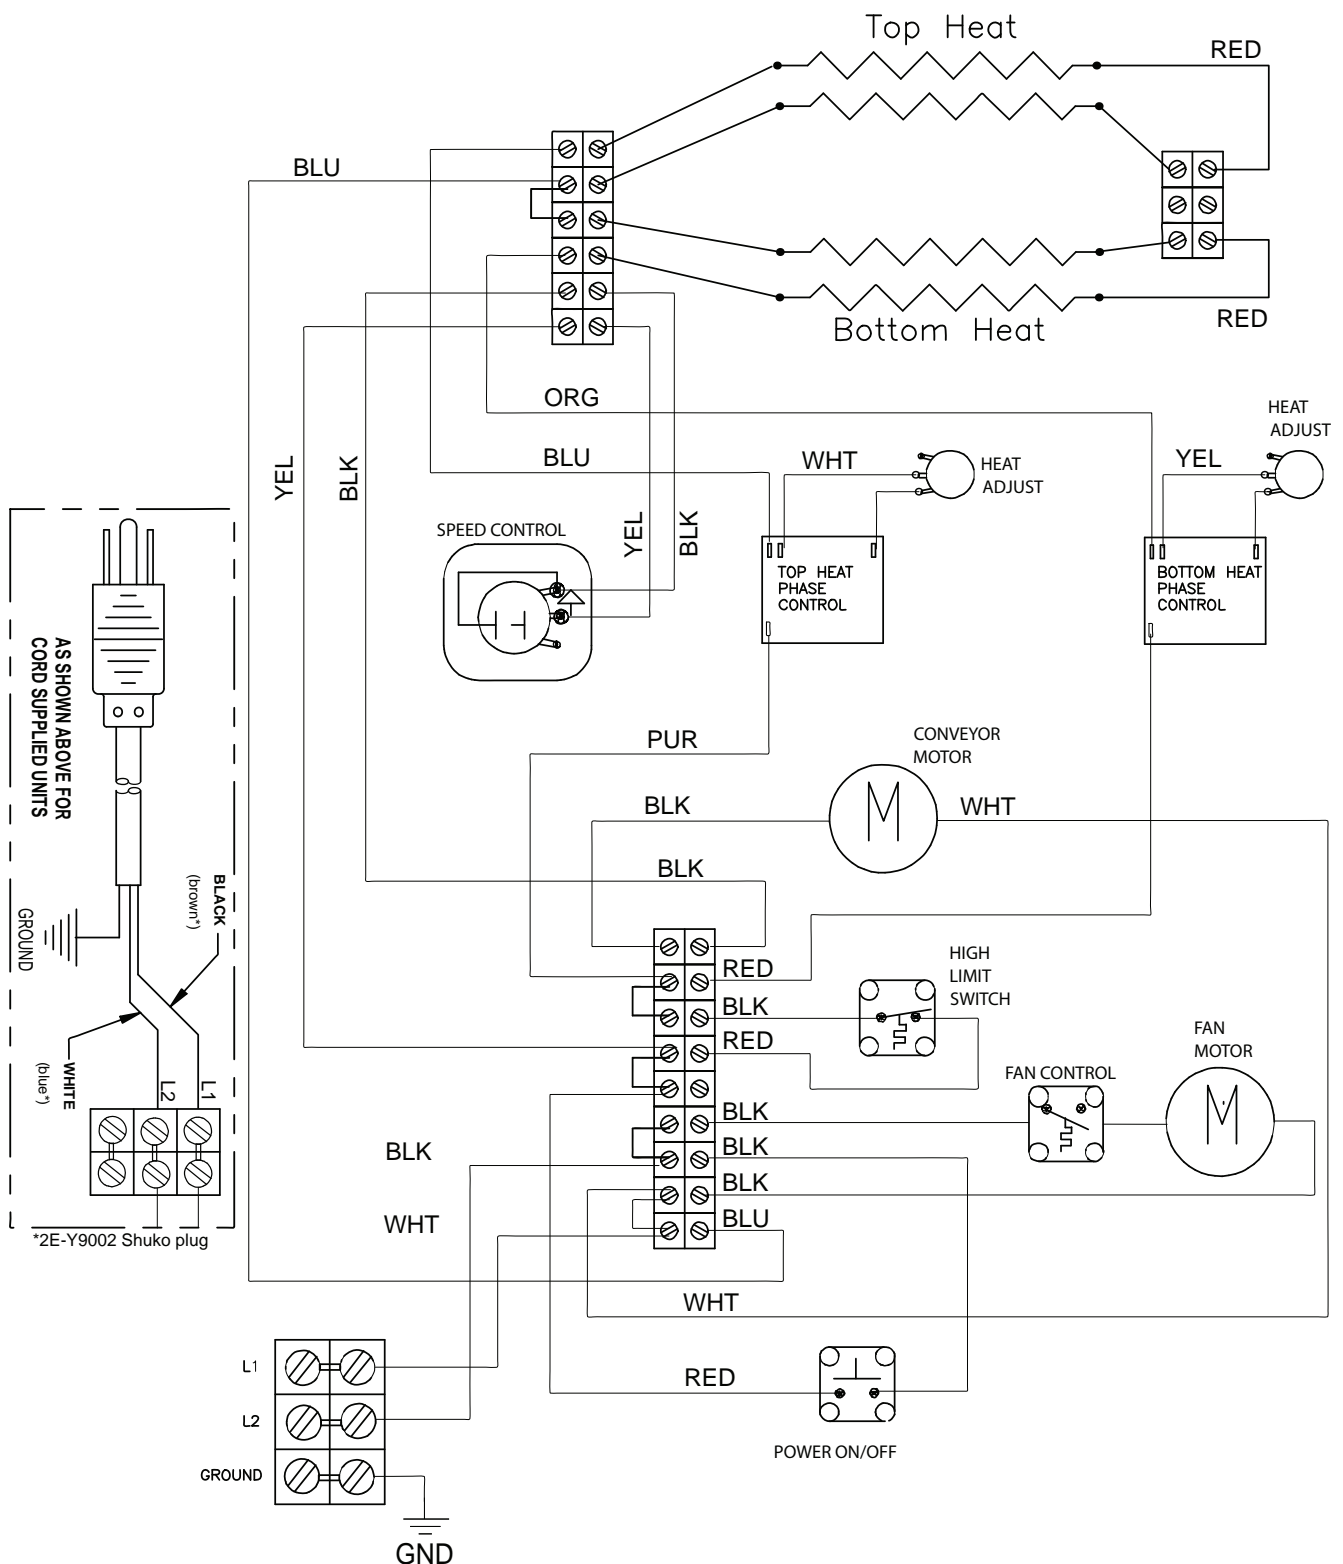 Top Heat
RED
BLU
RED
Bottom Heat
ORG
HEAT
ADJUST
BLU
WHT
YEL
HEAT
ADJUST
YEL
BLK
SPEED CONTROL
YEL
BLK
TOP HEAT
PHASE
CONTROL
BOTTOM HEAT
PHASE
CONTROL
AS SHOWN ABOVE FOR
CORD SUPPLIED UNITS
PUR
CONVEYOR
MOTOR
M
BLK
WHT
BLK
BLACK
(brown*)
GROUND
RED
HIGH
LIMIT
SWITCH
BLK
RED
FAN
MOTOR
M
FAN CONTROL
WHITE
(blue*)
L2
L1
BLK
BLK
BLK
BLK
WHT
BLU
*2E-Y9002 Shuko plug
WHT
L1
RED
L2
POWER ON/OFF
GROUND
GND